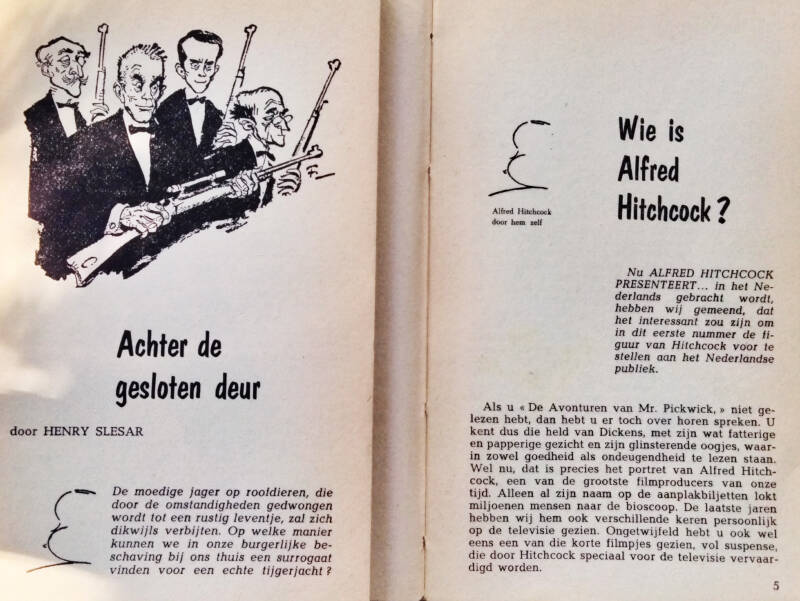 Achter de
gesloten deur
door HENRY SLESAR
De moedige jager op rooldieren, die
door de omstandigheden gedwongen
wordt tot een rustig leventje, zal zich
dikwijls verbijten. Op welke manier
kunnen we in onze burgerlijke be-
schaving bij ons thuis een surrogaat
vinden voor een echte tijgerjacht?
Wie is
Alfred
Hitchcock?
Alfred Hitchcock
door hem zelf
Nu ALFRED HITCHCOCK
PRESENTEERT... in het Ne-
derlands gebracht wordt,
hebben wij gemeend, dat
het interessant zou zijn om
in dit eerste nummer de fi-
guur van Hitchcock voor te
stellen aan het Nederlandse
publiek.
Als u « De Avonturen van Mr. Pickwick, » niet ge-
lezen hebt, dan hebt u er toch over horen spreken. U
kent dus die held van Dickens, met zijn wat fatterige
en papperige gezicht en zijn glinsterende oogjes, waar-
in zowel goedheid als ondeugendheid te lezen staan.
Wel nu, dat is precies het portret van Alfred Hitch-
cock, een van de grootste filmproducers van onze
tijd. Alleen al zijn naam op de aanplakbiljetten lokt
miljoenen mensen naar de bioscoop. De laatste jaren
hebben wij hem ook verschillende keren persoonlijk
op de televisie gezien. Ongetwijfeld hebt u ook wel
eens een van die korte filmpjes gezien, vol suspense,
die door Hitchcock speciaal voor de televisie vervaar-
digd worden.
5